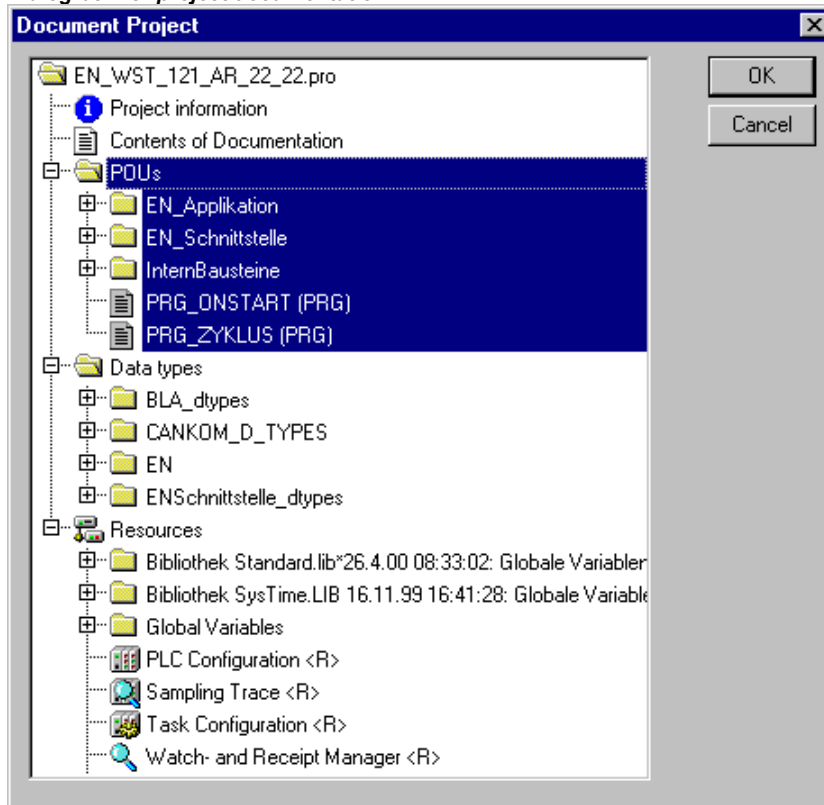 Document Project
EN_WST_121_AR_22_22.pro
OK
Project information
Cancel
Contents of Documentation
POUs
EN_Applikation
EN_Schnittstelle
InternBausteine
PRG_ONSTART (PRG)
PRG_ZYKLUS (PRG)
Data types
BLA_dtypes
CANKOM_D_TYPES
EN
ENSchnittstelle_dtypes
Resources
Bibliothek Standard.lib*26.4.00 08:33:02: Globale Variablen
Bibliothek SysTime.LIB 16.11.99 16:41:28: Globale Variable
Global Variables
PLC Configuration <R>
Sampling Trace <R>
Task Configuration <R>
Watch- and Receipt Manager <R>